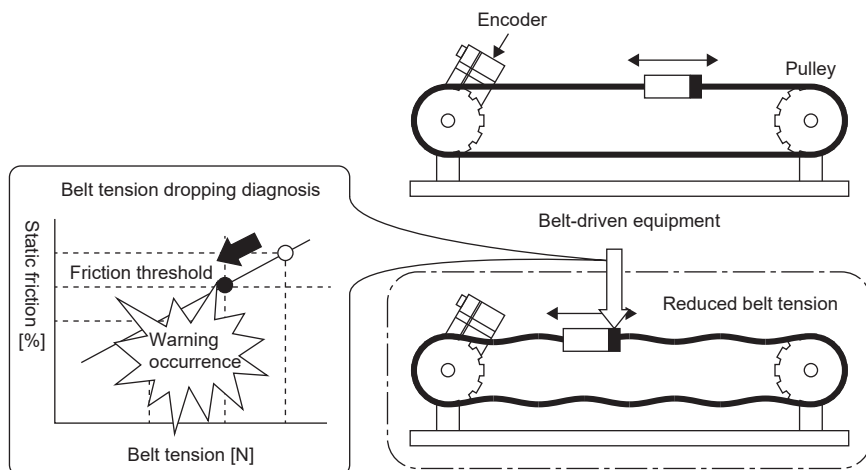 Encoder
Pulley
Belt tension dropping diagnosis
Belt-driven equipment
Static friction
[%]
Friction threshold
Reduced belt tension
Warning
occurrence
Belt tension [N]